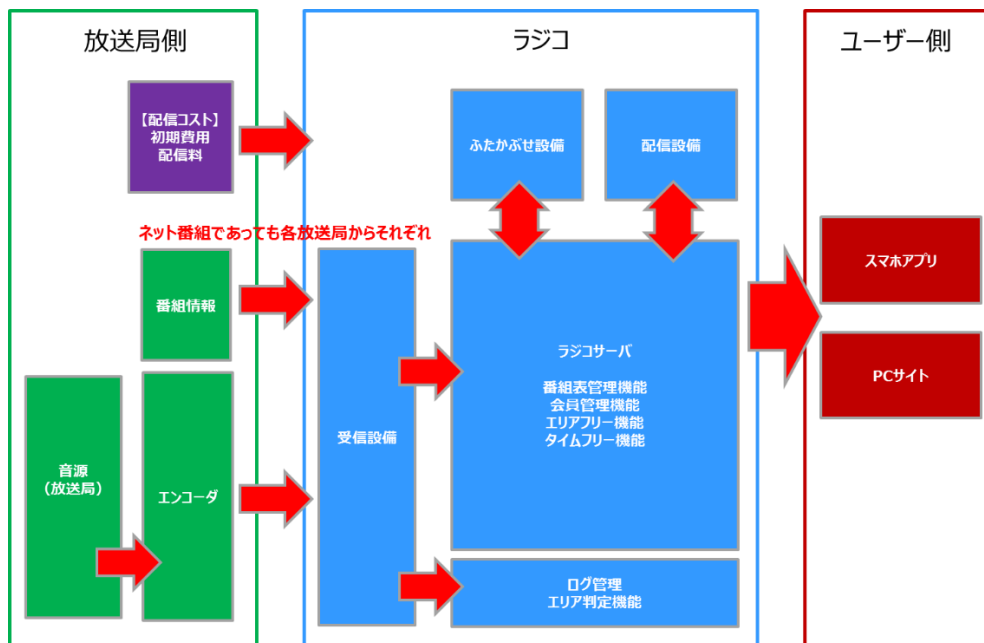 放送局側
ラジコ
ユーザー側
【配信コスト】
初期費用
配信料
ふたかぶせ設備
配信設備
ネット番組であっても各放送局からそれぞれ
番組情報
スマホアプリ
ラジコサーバ
番組表管理機能
会員管理機能
エリアフリー機能
タイムフリー機能
PCサイト
受信設備
音源
(放送局)
エンコーダ
ログ管理
エリア判定機能